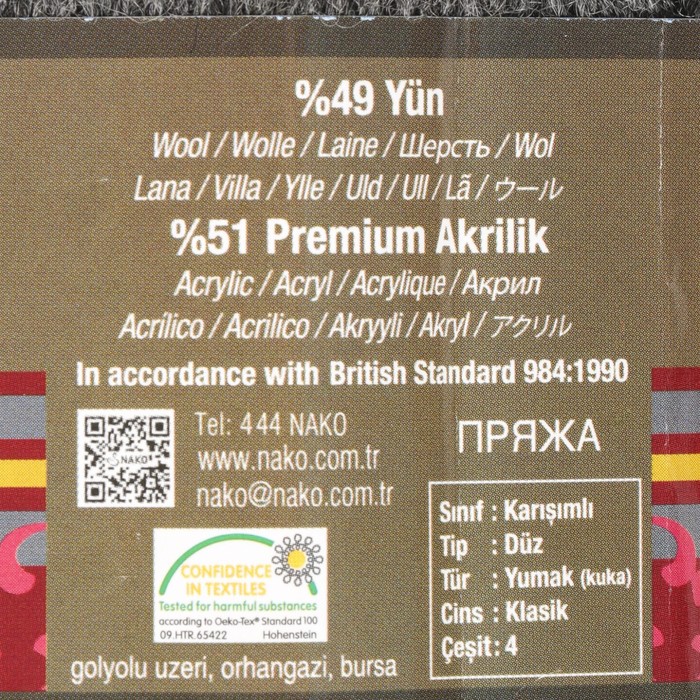 %49 Yün
Wool / Wolle / Laine / Шерсть / Wol
Lana / Villa / Ylle / Uld / Ull / Lã / ウール
%51 Premium Akrilik
Acrylic / Acryl / Acrylique / Акрил
Acrílico / Acrilico / Akryyli / Akryl / アクリル
In accordance with British Standard 984:1990
NAKO
Tel: 444 NAKO
www.nako.com.tr
nako@nako.com.tr
ПРЯЖА
Sınıf : Karışımlı
Tip : Düz
Tür : Yumak (kuka)
Cins : Klasik
Çeşit : 4
CONFIDENCE
IN TEXTILES
Tested for harmful substances
according to Oeko-Tex® Standard 100
09.HTR.65422 Hohenstein
golyolu uzeri, orhangazi, bursa